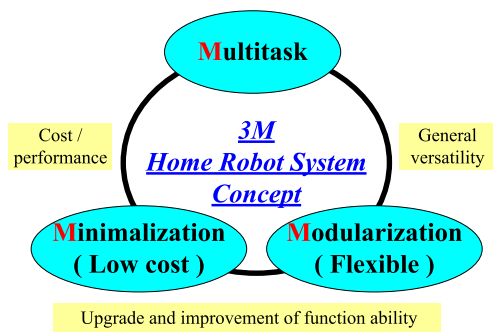 Multitask
Cost /
performance
3M
Home Robot System
Concept
General
versatility
Minimalization
( Low cost )
Modularization
( Flexible )
Upgrade and improvement of function ability